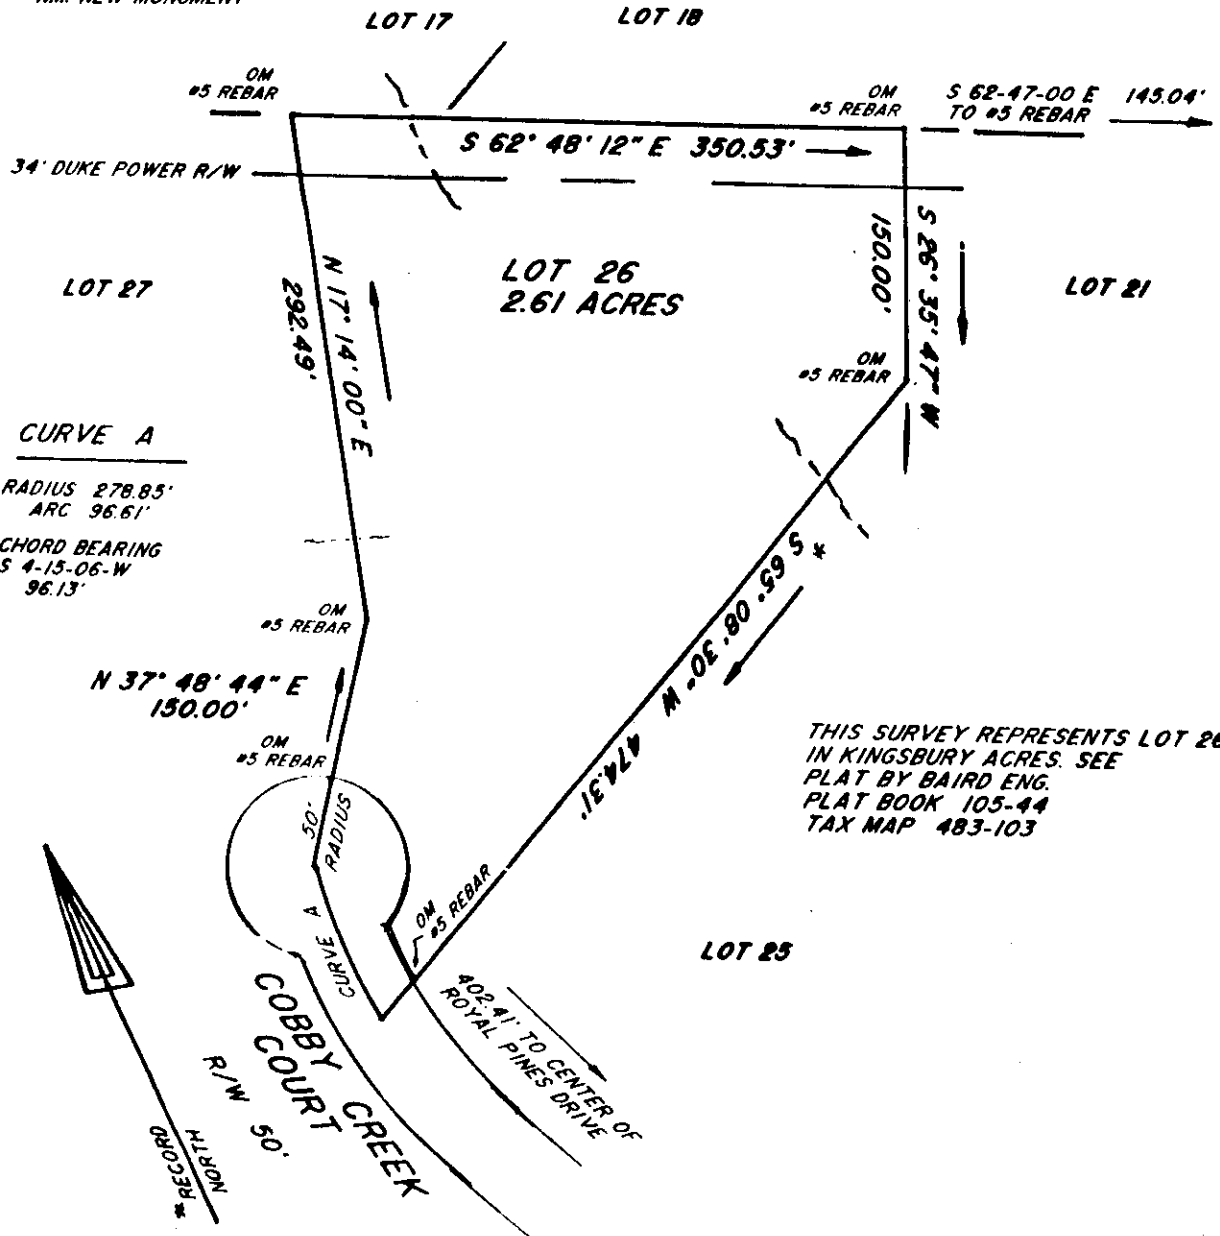 NM: NEW MONUMENT
LOT 17
LOT 18
OM
#5 REBAR
OM
#5 REBAR
S 62-47-00 E 145.04'
TO #5 REBAR
S 62° 48' 12" E 350.53'
34' DUKE POWER R/W
S 26° 35' 47" W
150.00'
LOT 27
N 17° 14' 00" E
292.49'
LOT 26
2.61 ACRES
LOT 21
OM
#5 REBAR
CURVE A
RADIUS 278.85'
ARC 96.61'
CHORD BEARING
S 4-15-06-W
96.13'
* S 65° 08' 30" W 474.31'
OM
#5 REBAR
N 37° 48' 44" E
150.00'
OM
#5 REBAR
THIS SURVEY REPRESENTS LOT 26
IN KINGSBURY ACRES. SEE
PLAT BY BAIRD ENG.
PLAT BOOK 105-44
TAX MAP 483-103
50'
RADIUS
CURVE A
OM
#5 REBAR
LOT 25
402.41' TO CENTER OF
ROYAL PINES DRIVE
COBBY CREEK
COURT
R/W 50'
NORTH
* RECORD